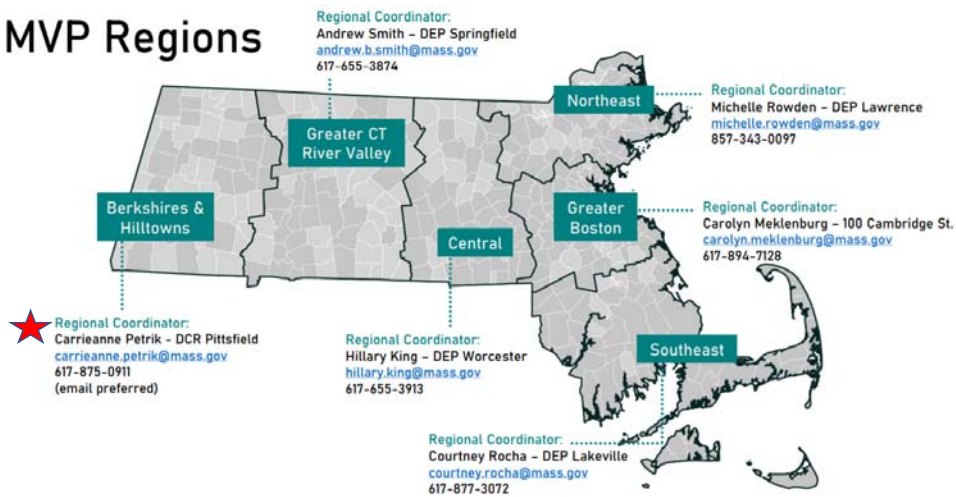 MVP Regions
Regional Coordinator:
Andrew Smith – DEP Springfield
andrew.b.smith@mass.gov
617-655-3874
Northeast
Regional Coordinator:
Michelle Rowden – DEP Lawrence
michelle.rowden@mass.gov
857-343-0097
Greater CT
River Valley
Berkshires &
Hilltowns
Central
Greater
Boston
Regional Coordinator:
Carolyn Meklenburg – 100 Cambridge St.
carolyn.meklenburg@mass.gov
617-894-7128
Regional Coordinator:
Carrieanne Petrik - DCR Pittsfield
carrieanne.petrik@mass.gov
617-875-0911
(email preferred)
Regional Coordinator:
Hillary King – DEP Worcester
hillary.king@mass.gov
617-655-3913
Southeast
Regional Coordinator:
Courtney Rocha – DEP Lakeville
courtney.rocha@mass.gov
617-877-3072